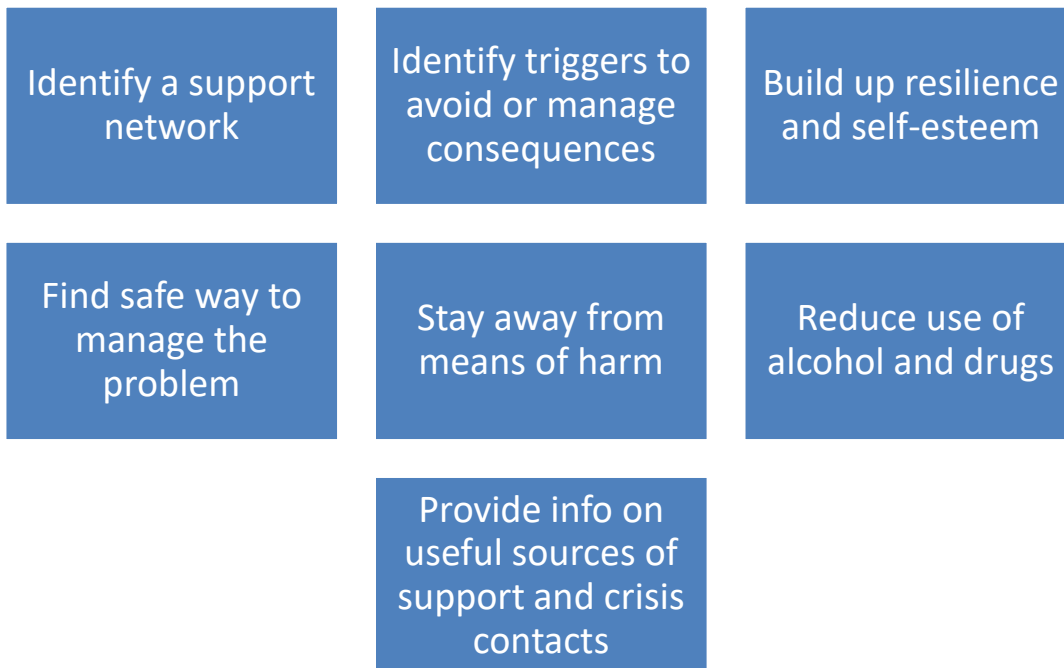 Identify a support
network
Identify triggers to
avoid or manage
consequences
Build up resilience
and self-esteem
Find safe way to
manage the
problem
Stay away from
means of harm
Reduce use of
alcohol and drugs
Provide info on
useful sources of
support and crisis
contacts